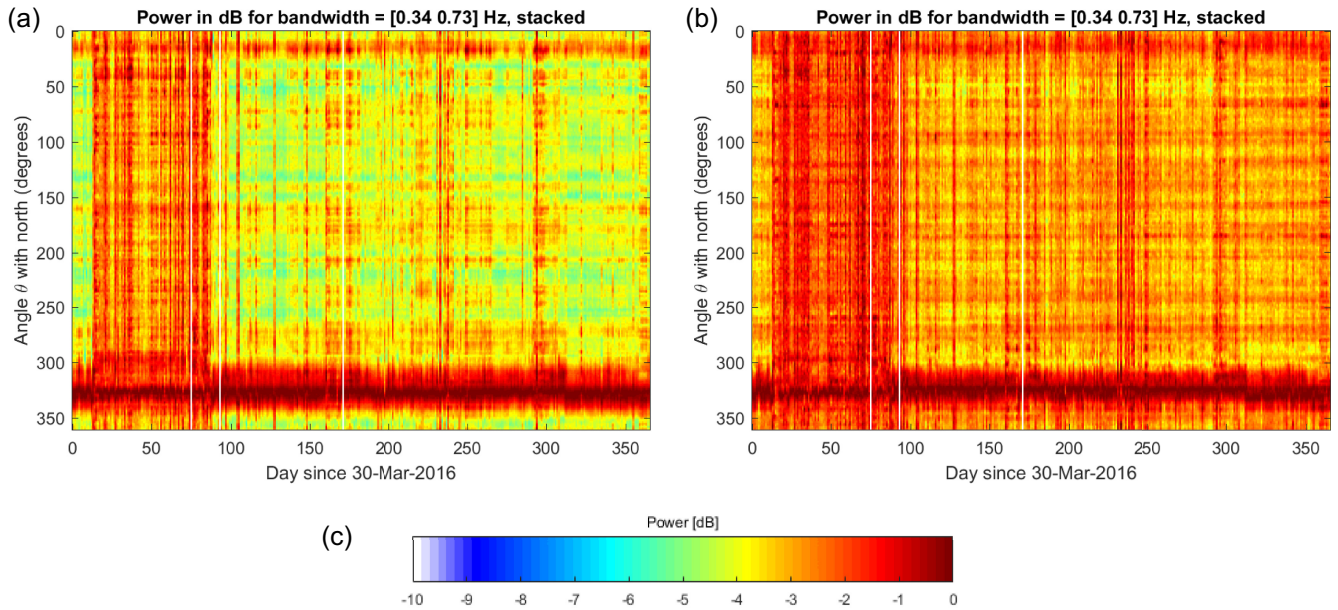 (a)
Power in dB for bandwidth = [0.34 0.73] Hz, stacked
0
50
100
150
200
250
300
350
Angle θ with north (degrees)
0 50 100 150 200 250 300 350
Day since 30-Mar-2016
(b)
Power in dB for bandwidth = [0.34 0.73] Hz, stacked
0
50
100
150
200
250
300
350
Angle θ with north (degrees)
0 50 100 150 200 250 300 350
Day since 30-Mar-2016
(c)
Power [dB]
-10 -9 -8 -7 -6 -5 -4 -3 -2 -1 0